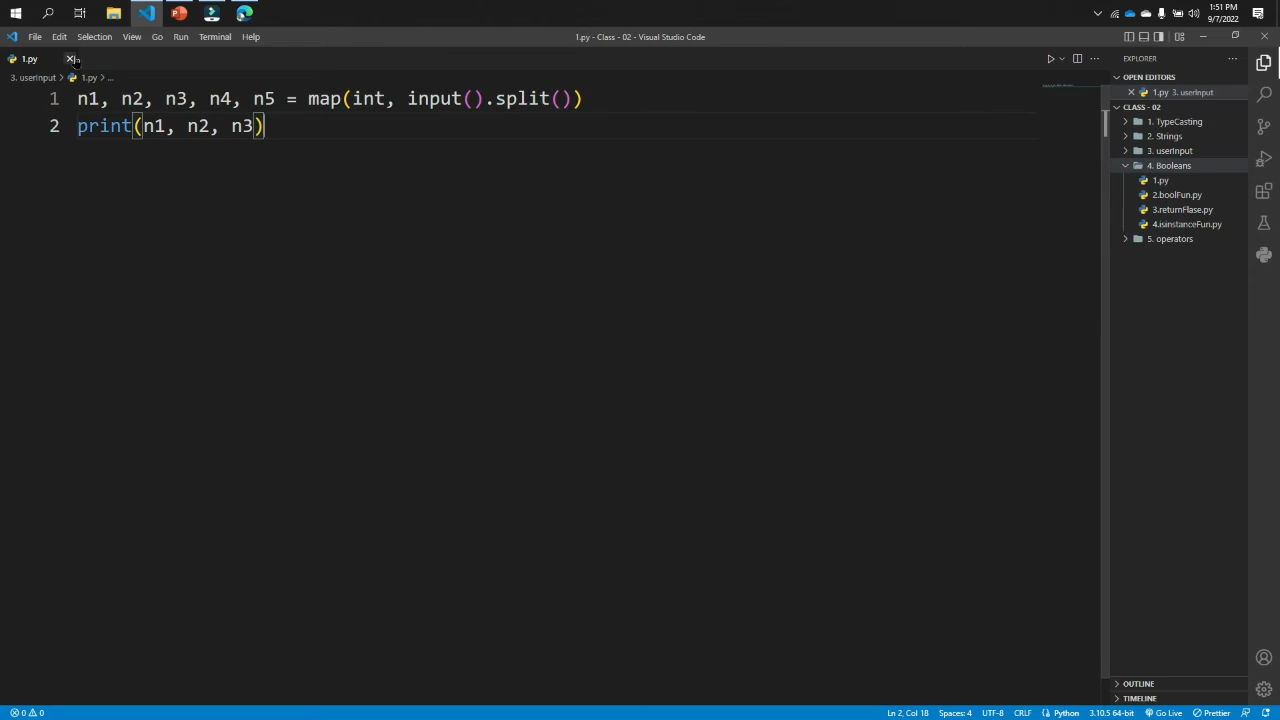 1:51 PM
9/7/2022
File Edit Selection View Go Run Terminal Help
1.py - Class - 02 - Visual Studio Code
1.py
3. userInput > 1.py > ...
1 n1, n2, n3, n4, n5 = map(int, input().split())
2 print(n1, n2, n3)
EXPLORER
OPEN EDITORS
1.py 3. userInput
CLASS - 02
1. TypeCasting
2. Strings
3. userInput
4. Booleans
1.py
2.boolFun.py
3.returnFlase.py
4.isinstanceFun.py
5. operators
OUTLINE
TIMELINE
0 0 Ln 2, Col 18 Spaces: 4 UTF-8 CRLF Python 3.10.5 64-bit Go Live Prettier